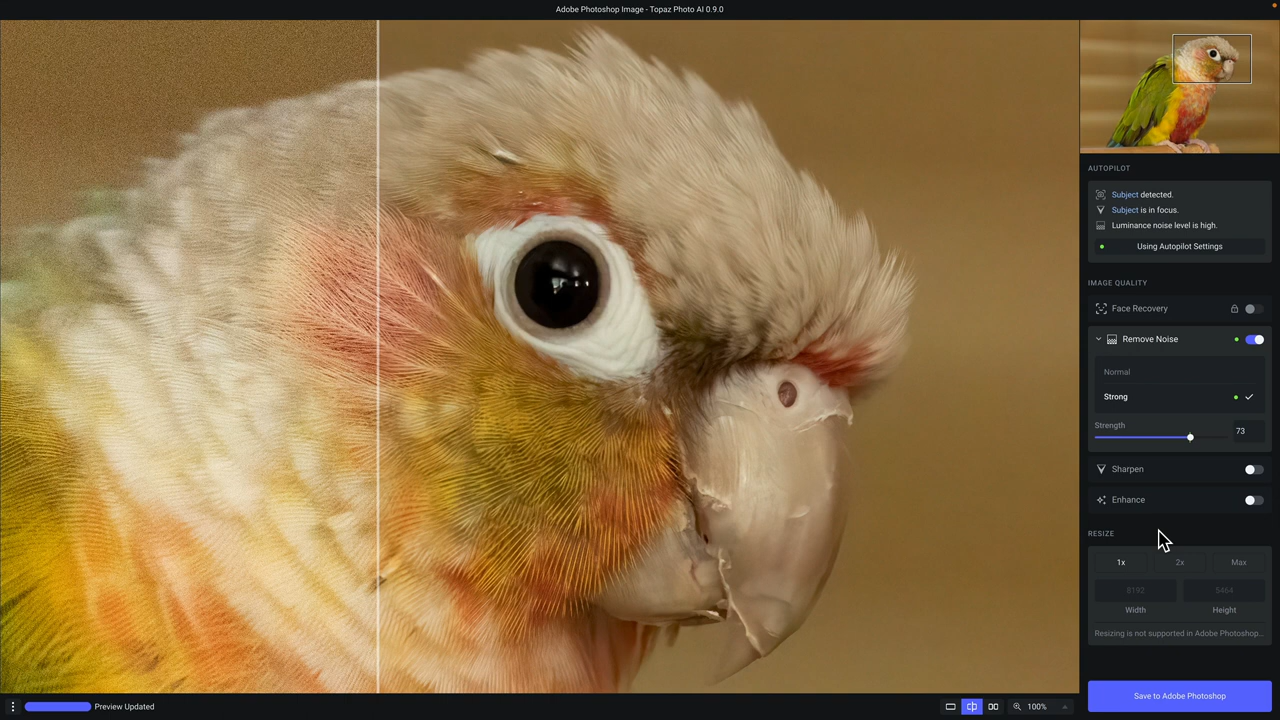 Adobe Photoshop Image - Topaz Photo AI 0.9.0
AUTOPILOT
Subject detected.
Subject is in focus.
Luminance noise level is high.
Using Autopilot Settings
IMAGE QUALITY
Face Recovery
Remove Noise
Normal
Strong
Strength
73
Sharpen
Enhance
RESIZE
1x 2x Max
8192 5464
Width Height
Resizing is not supported in Adobe Photoshop...
Save to Adobe Photoshop
Preview Updated
100%